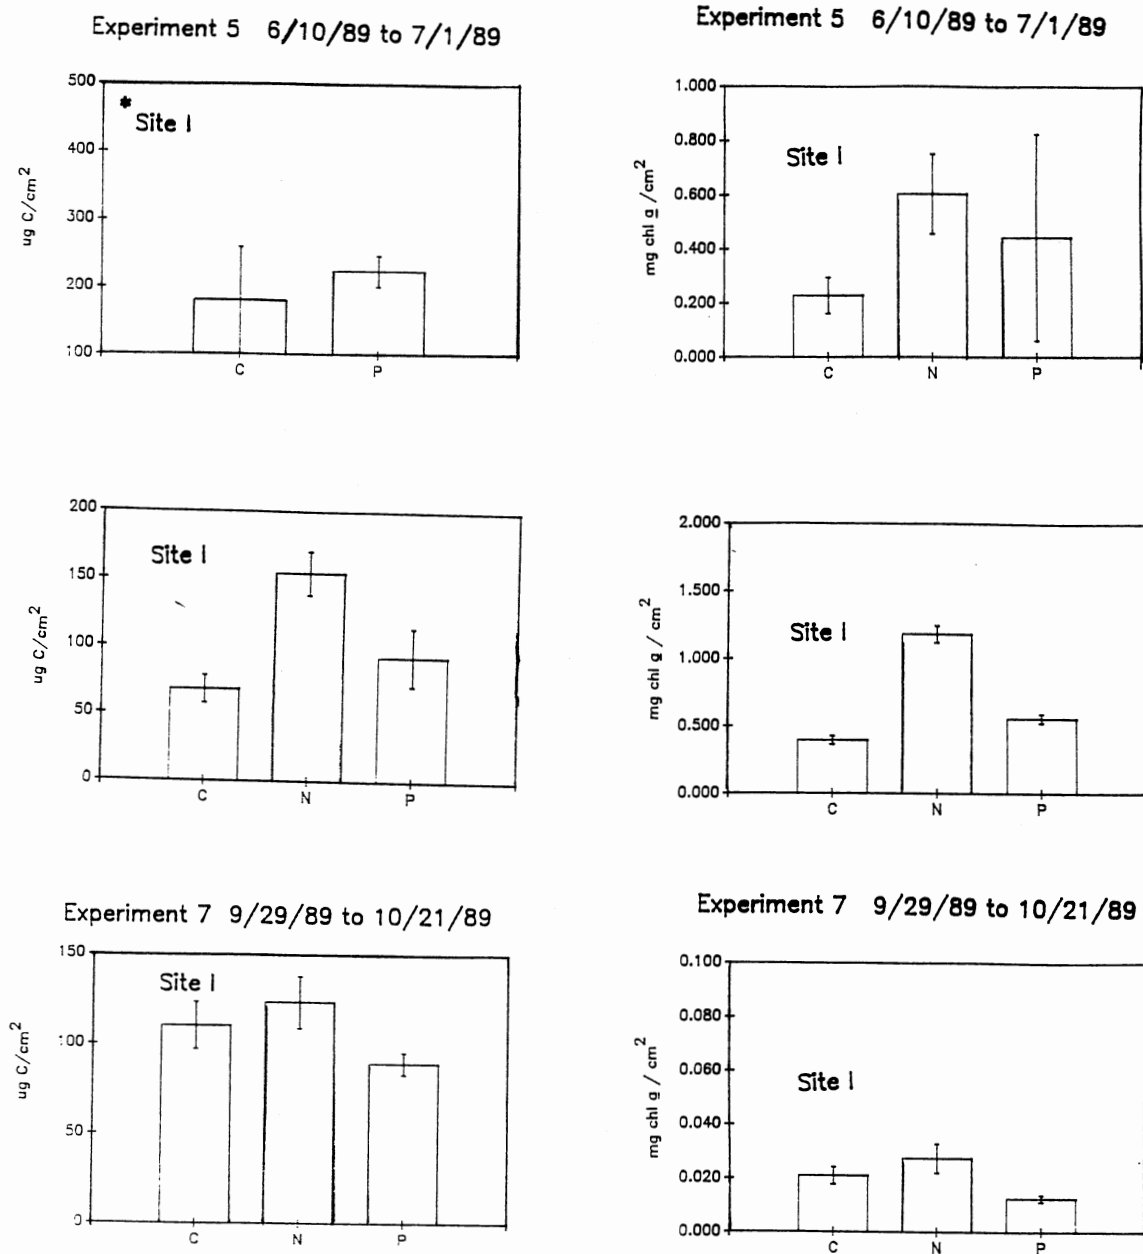 Experiment 5 6/10/89 to 7/1/89
500
*
Site I
400
300
200
100
ug C/cm2
C P
Experiment 5 6/10/89 to 7/1/89
1.000
0.800
Site I
0.600
0.400
0.200
0.000
mg chl a /cm2
C N P
200
Site I
150
100
50
0
ug C/cm2
C N P
2.000
1.500
Site I
1.000
0.500
0.000
mg chl a / cm2
C N P
Experiment 7 9/29/89 to 10/21/89
150
Site I
100
50
0
ug C/cm2
C N P
Experiment 7 9/29/89 to 10/21/89
0.100
0.080
0.060
Site I
0.040
0.020
0.000
mg chl a / cm2
C N P